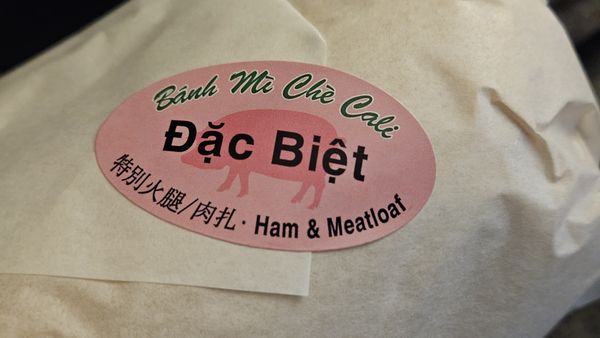 Bánh Mì Chè Cali
Đặc Biệt
特別火腿/肉扎 · Ham & Meatloaf